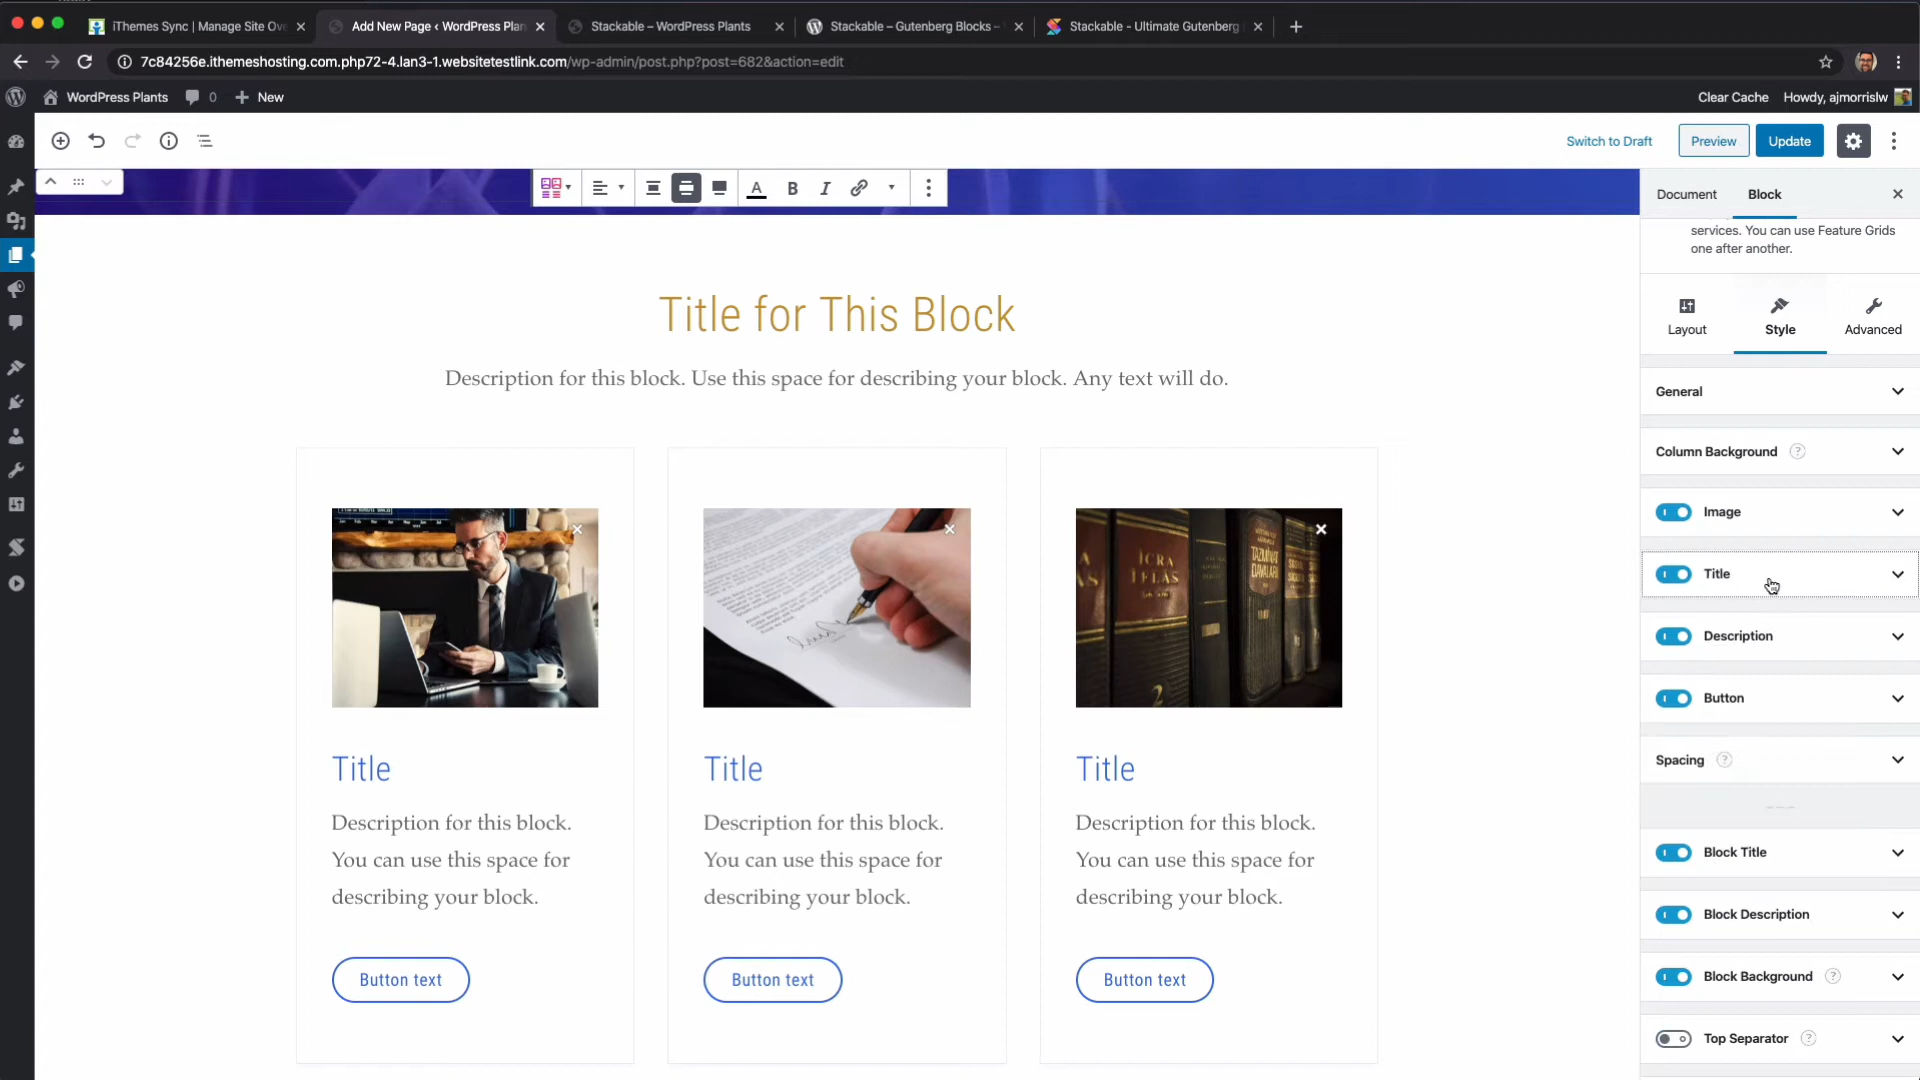 iThemes Sync | Manage Site Ove
Add New Page ‹ WordPress Plan
Stackable – WordPress Plants
Stackable – Gutenberg Blocks –
Stackable - Ultimate Gutenberg
7c84256e.ithemeshosting.com.php72-4.lan3-1.websitetestlink.com/wp-admin/post.php?post=682&action=edit
WordPress Plants
0
New
Clear Cache
Howdy, ajmorrislw
Switch to Draft
Preview
Update
A
B
I
Document
Block
services. You can use Feature Grids
one after another.
Layout
Style
Advanced
General
Column Background
Image
Title
Description
Button
Spacing
Block Title
Block Description
Block Background
Top Separator
Title for This Block
Description for this block. Use this space for describing your block. Any text will do.
İCRA
İFLAS
TAZMİNAT
DAVALARI
2
Title
Description for this block.
You can use this space for
describing your block.
Button text
Title
Description for this block.
You can use this space for
describing your block.
Button text
Title
Description for this block.
You can use this space for
describing your block.
Button text